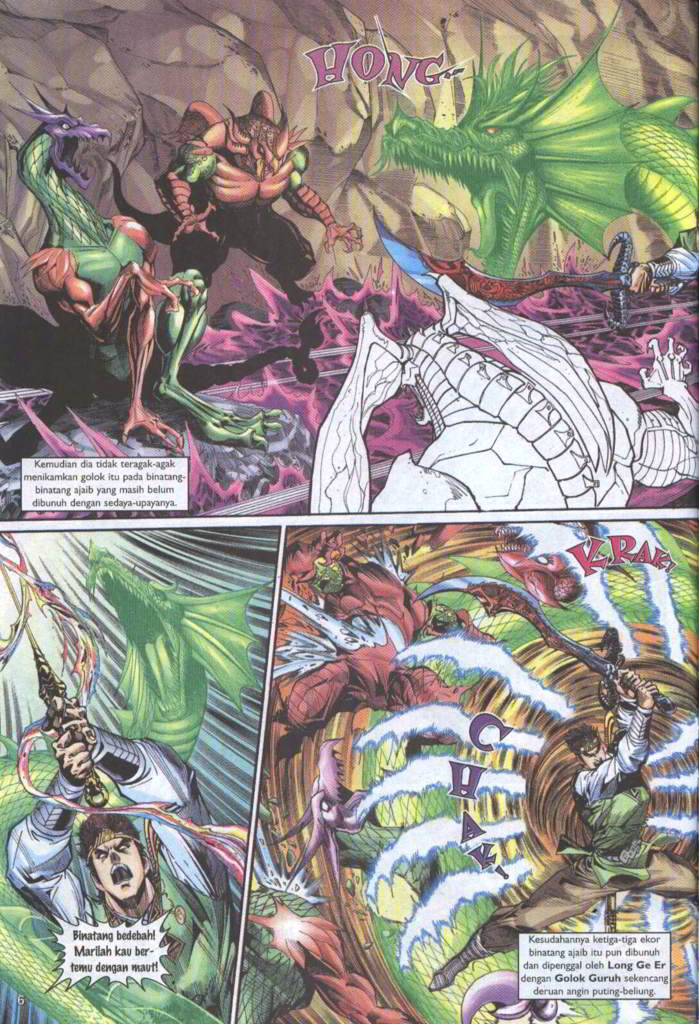 HONG...
Kemudian dia tidak teragak-agak
menikamkan golok itu pada binatang-
binatang ajaib yang masih belum
dibunuh dengan sedaya-upayanya.
Binatang bedebah!
Marilah kau ber-
temu dengan maut!
KRAK!
CHAK!
Kesudahannya ketiga-tiga ekor
binatang ajaib itu pun dibunuh
dan dipenggal oleh Long Ge Er
dengan Golok Guruh sekencang
deruan angin puting-beliung.
6